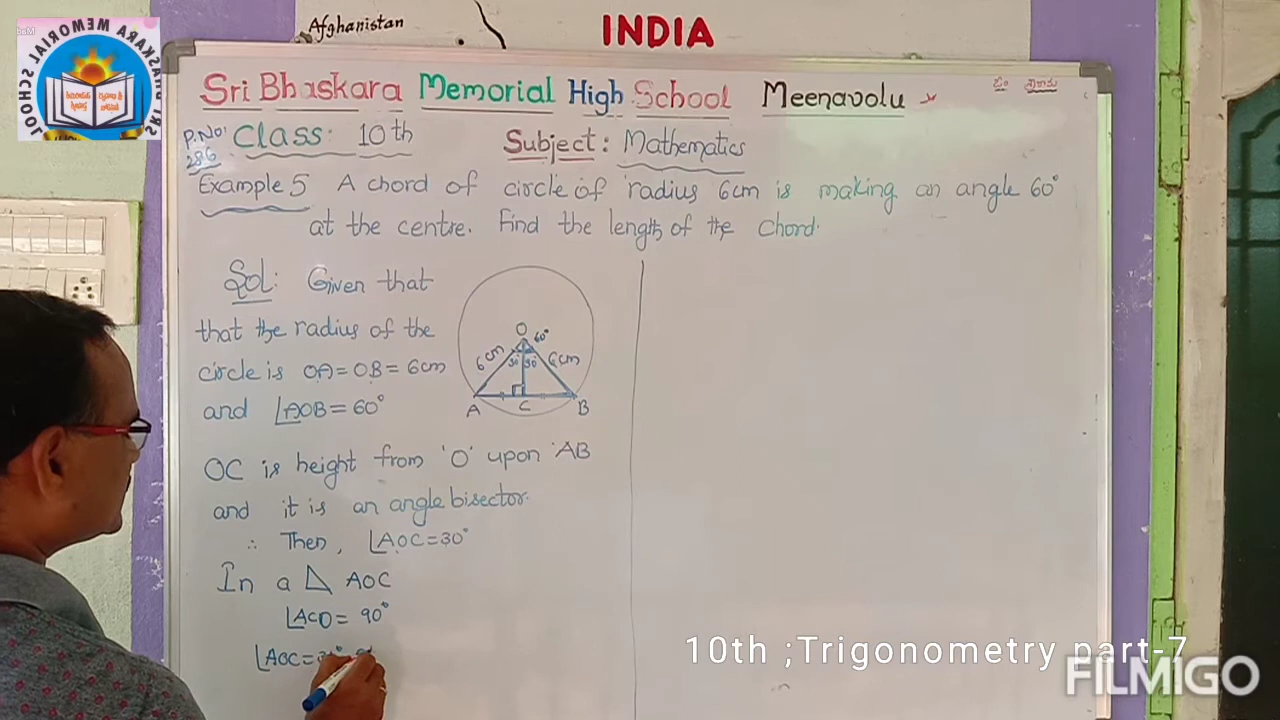 Afghanistan
INDIA
Sri Bhaskara Memorial High School Meenavolu
P.No: 286
Class: 10th Subject: Mathematics
Example 5 A chord of circle of radius 6cm is making an angle 60°
at the centre. Find the length of the chord.
Sol: Given that
that the radius of the
circle is OA=OB=6cm
and ∠AOB=60°
O 60°
6cm 30° 30° 6cm
A C B
OC is height from 'O' upon AB
and it is an angle bisector.
∴ Then, ∠AOC=30°
In a △ AOC
∠ACO = 90°
∠AOC=
10th ;Trigonometry part-7
FILMIGO